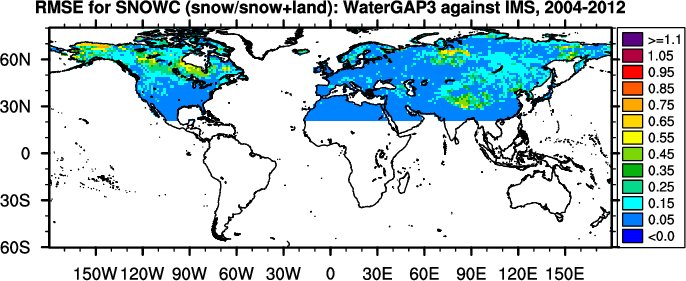 RMSE for SNOWC (snow/snow+land): WaterGAP3 against IMS, 2004-2012
60N
30N
0
30S
60S
150W 120W 90W 60W 30W 0 30E 60E 90E 120E 150E
>=1.1
1.05
0.95
0.85
0.75
0.65
0.55
0.45
0.35
0.25
0.15
0.05
<0.0